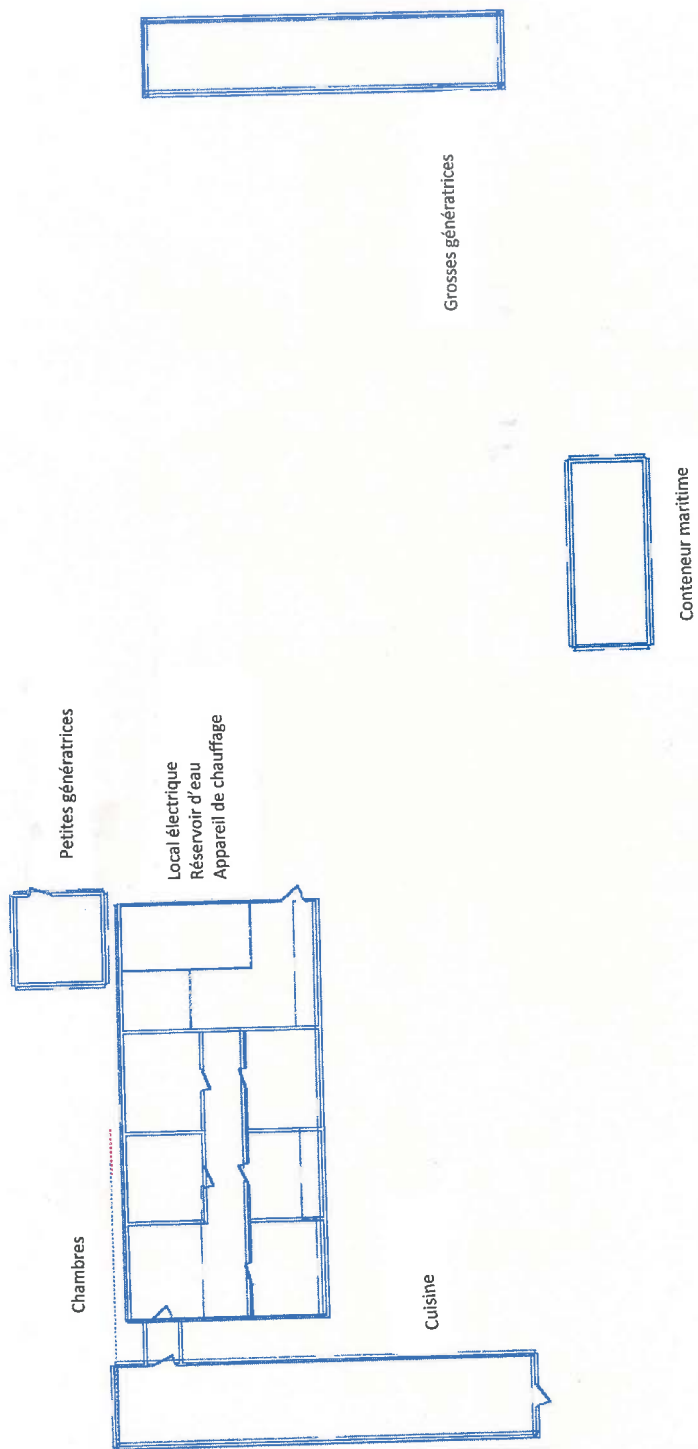 Chambres
Petites génératrices
Local électrique
Réservoir d'eau
Appareil de chauffage
Cuisine
Grosses génératrices
Conteneur maritime